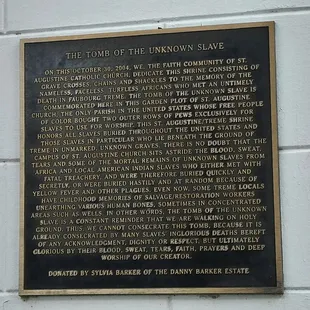 THE TOMB OF THE UNKNOWN SLAVE
ON THIS OCTOBER 30, 2004, WE, THE FAITH COMMUNITY OF ST.
AUGUSTINE CATHOLIC CHURCH, DEDICATE THIS SHRINE CONSISTING OF
GRAVE CROSSES, CHAINS AND SHACKLES TO THE MEMORY OF THE
NAMELESS, FACELESS, TURFLESS AFRICANS WHO MET AN UNTIMELY
DEATH IN FAUBOURG TREME. THE TOMB OF THE UNKNOWN SLAVE IS
COMMEMORATED HERE IN THIS GARDEN PLOT OF ST. AUGUSTINE
CHURCH, THE ONLY PARISH IN THE UNITED STATES WHOSE FREE PEOPLE
OF COLOR BOUGHT TWO OUTER ROWS OF PEWS EXCLUSIVELY FOR
SLAVES TO USE FOR WORSHIP. THIS ST. AUGUSTINE/TREME SHRINE
HONORS ALL SLAVES BURIED THROUGHOUT THE UNITED STATES AND
THOSE SLAVES IN PARTICULAR WHO LIE BENEATH THE GROUND OF
TREME IN UNMARKED, UNKNOWN GRAVES. THERE IS NO DOUBT THAT THE
CAMPUS OF ST. AUGUSTINE CHURCH SITS ASTRIDE THE BLOOD, SWEAT,
TEARS AND SOME OF THE MORTAL REMAINS OF UNKNOWN SLAVES FROM
AFRICA AND LOCAL AMERICAN INDIAN SLAVES WHO EITHER MET WITH
FATAL TREACHERY, AND WERE THEREFORE BURIED QUICKLY AND
SECRETLY, OR WERE BURIED HASTILY AND AT RANDOM BECAUSE OF
YELLOW FEVER AND OTHER PLAGUES. EVEN NOW, SOME TREME LOCALS
HAVE CHILDHOOD MEMORIES OF SALVAGE/RESTORATION WORKERS
UNEARTHING VARIOUS HUMAN BONES, SOMETIMES IN CONCENTRATED
AREAS SUCH AS WELLS. IN OTHER WORDS, THE TOMB OF THE UNKNOWN
SLAVE IS A CONSTANT REMINDER THAT WE ARE WALKING ON HOLY
GROUND. THUS, WE CANNOT CONSECRATE THIS TOMB, BECAUSE IT IS
ALREADY CONSECRATED BY MANY SLAVES' INGLORIOUS DEATHS BEREFT
OF ANY ACKNOWLEDGMENT, DIGNITY OR RESPECT, BUT ULTIMATELY
GLORIOUS BY THEIR BLOOD, SWEAT, TEARS, FAITH, PRAYERS AND DEEP
WORSHIP OF OUR CREATOR.
DONATED BY SYLVIA BARKER OF THE DANNY BARKER ESTATE